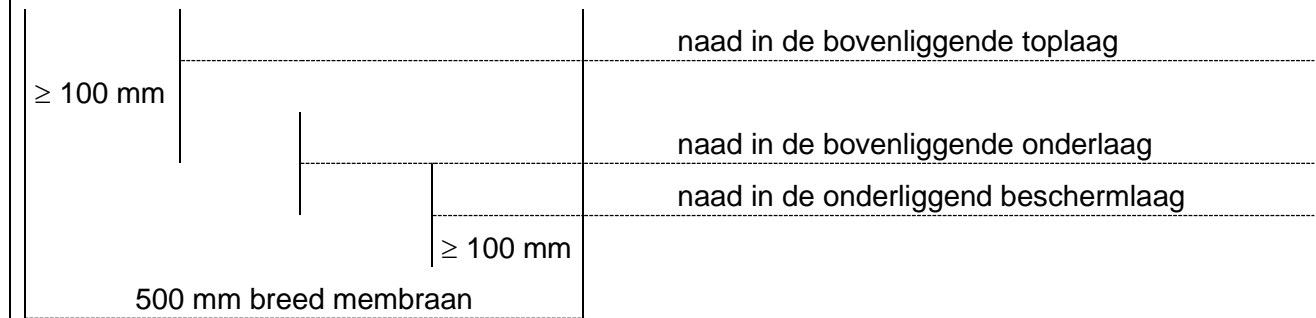 naad in de bovenliggende toplaag
≥ 100 mm
naad in de bovenliggende onderlaag
naad in de onderliggend beschermlaag
≥ 100 mm
500 mm breed membraan